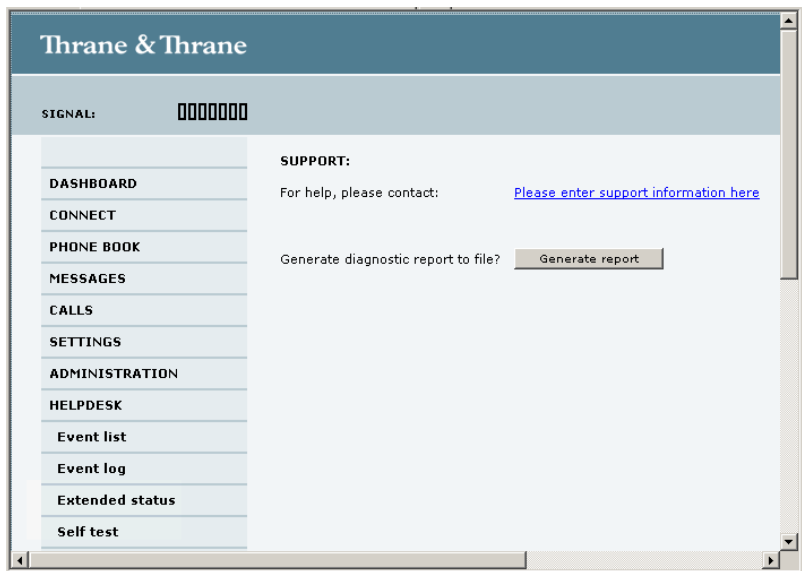 Thrane & Thrane
SIGNAL:
SUPPORT:
For help, please contact: Please enter support information here
Generate diagnostic report to file? Generate report
DASHBOARD
CONNECT
PHONE BOOK
MESSAGES
CALLS
SETTINGS
ADMINISTRATION
HELPDESK
Event list
Event log
Extended status
Self test